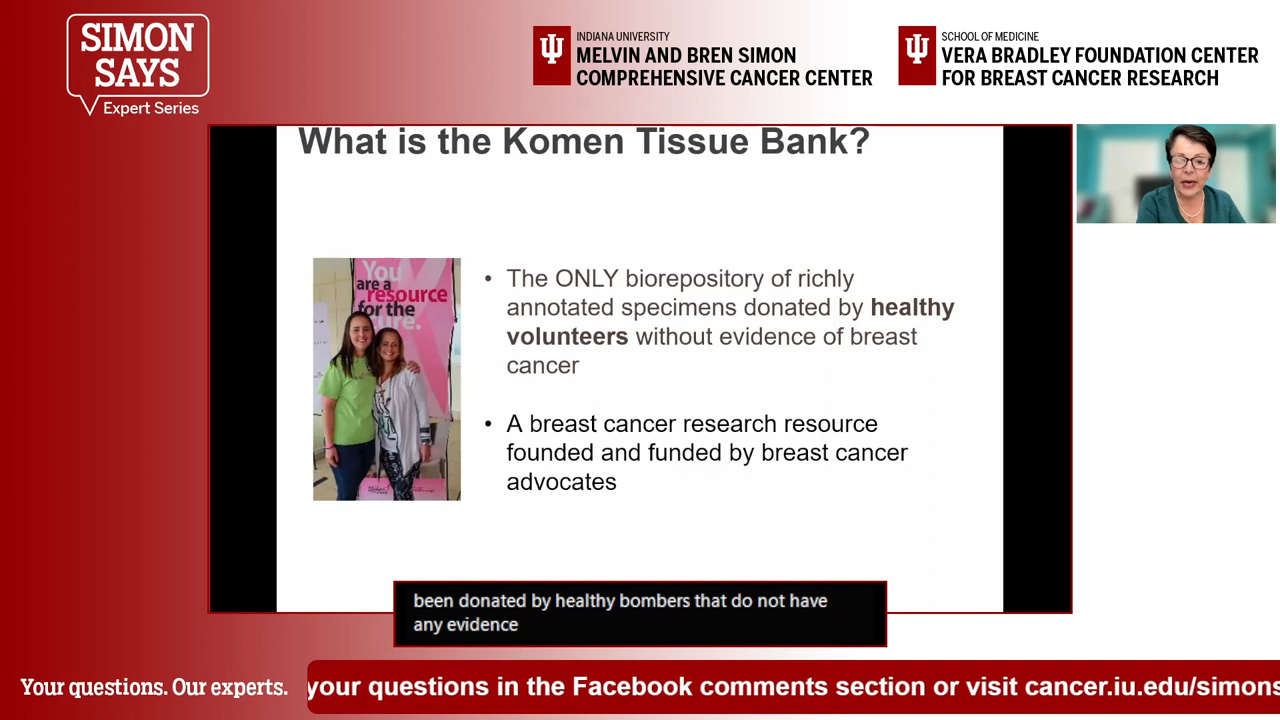 SIMON
SAYS
Expert Series
INDIANA UNIVERSITY
MELVIN AND BREN SIMON
COMPREHENSIVE CANCER CENTER
SCHOOL OF MEDICINE
VERA BRADLEY FOUNDATION CENTER
FOR BREAST CANCER RESEARCH
What is the Komen Tissue Bank?
You
are a
resource
for the
cure.
• The ONLY biorepository of richly
annotated specimens donated by healthy
volunteers without evidence of breast
cancer
• A breast cancer research resource
founded and funded by breast cancer
advocates
been donated by healthy bombers that do not have
any evidence
Your questions. Our experts.
your questions in the Facebook comments section or visit cancer.iu.edu/simons